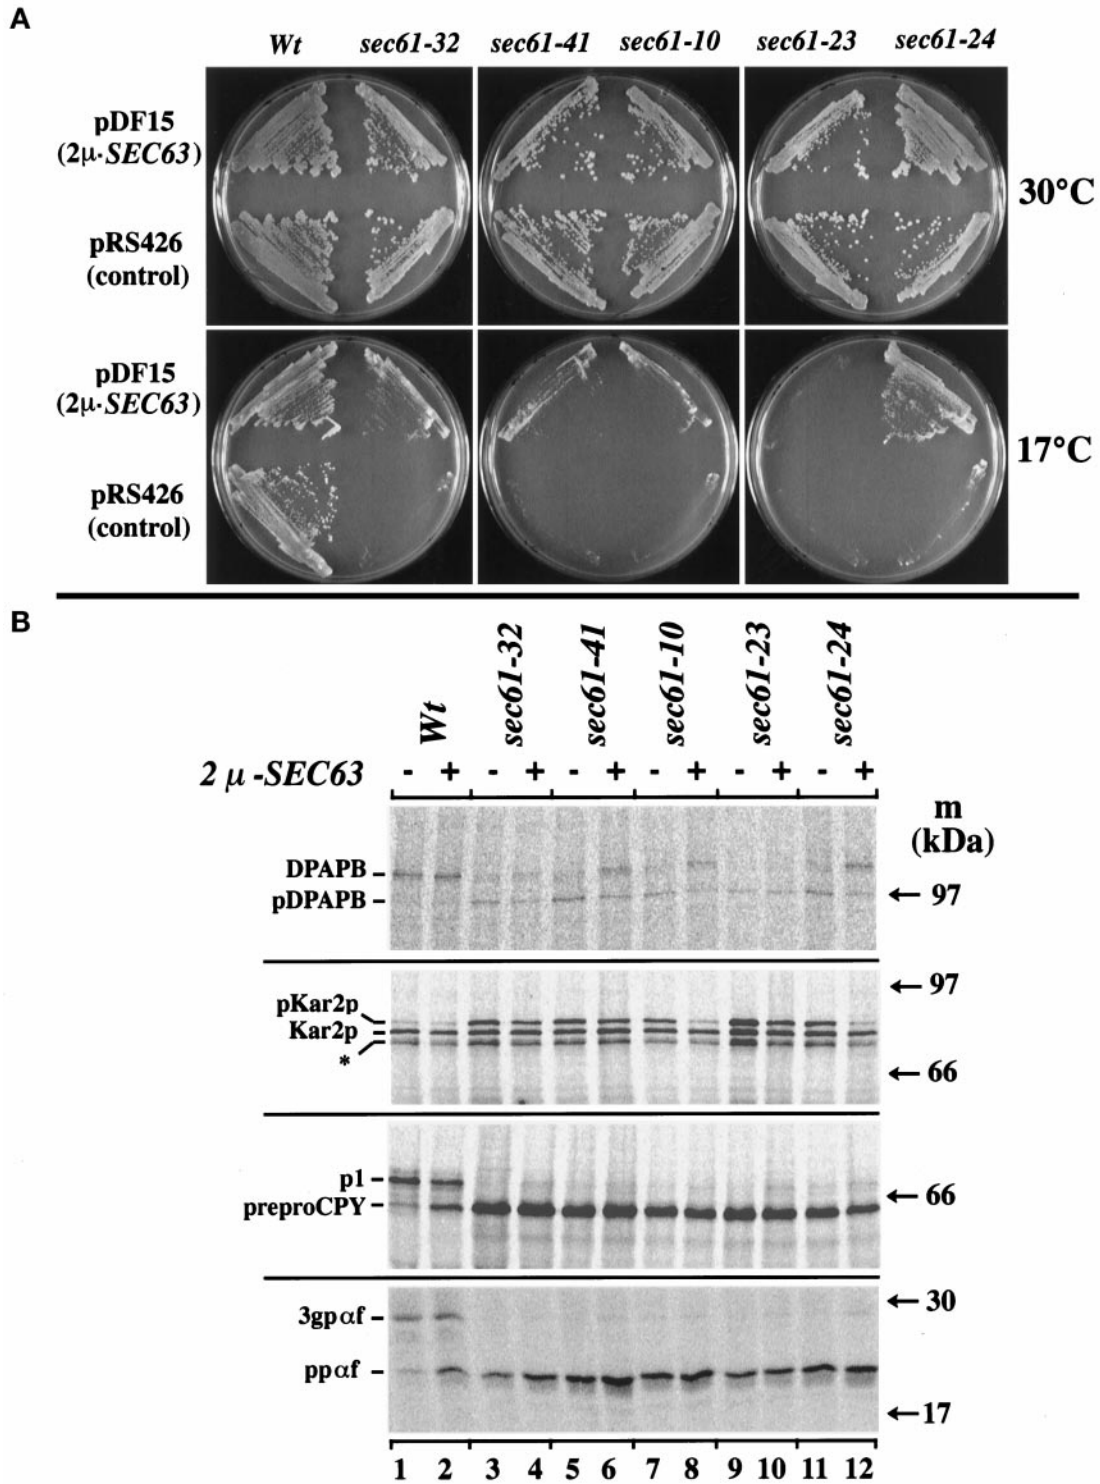 A
Wt sec61-32 sec61-41 sec61-10 sec61-23 sec61-24
pDF15
(2μ-SEC63)
30°C
pRS426
(control)
pDF15
(2μ-SEC63)
17°C
pRS426
(control)
B
Wt sec61-32 sec61-41 sec61-10 sec61-23 sec61-24
2 μ -SEC63 - + - + - + - + - + - +
m
(kDa)
DPAPB
pDPAPB
97
97
pKar2p
Kar2p
*
66
p1
66
preproCPY
30
3gpαf
ppαf
17
1 2 3 4 5 6 7 8 9 10 11 12